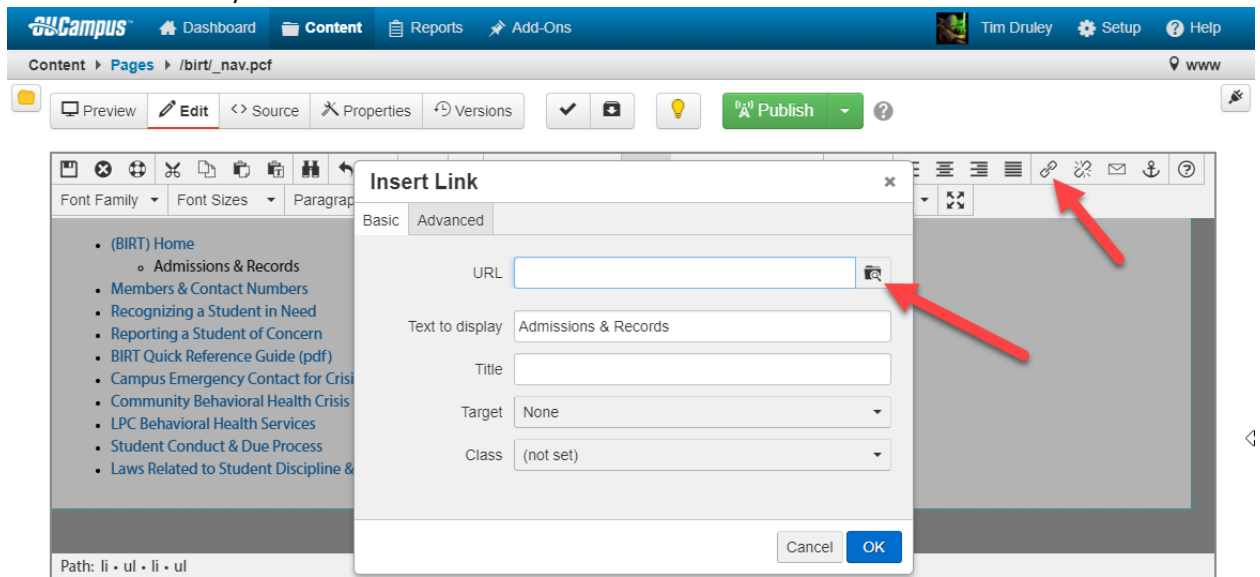 OUCampus™ Dashboard Content Reports Add-Ons Tim Druley Setup Help
Content Pages /birt/_nav.pcf www
Preview Edit Source Properties Versions Publish
Insert Link
Font Family Font Sizes Paragrap
Basic Advanced
(BIRT) Home
Admissions & Records
Members & Contact Numbers
Recognizing a Student in Need
Reporting a Student of Concern
BIRT Quick Reference Guide (pdf)
Campus Emergency Contact for Crisi
Community Behavioral Health Crisis
LPC Behavioral Health Services
Student Conduct & Due Process
Laws Related to Student Discipline &
URL
Text to display Admissions & Records
Title
Target None
Class (not set)
Cancel OK
Path: li • ul • li • ul